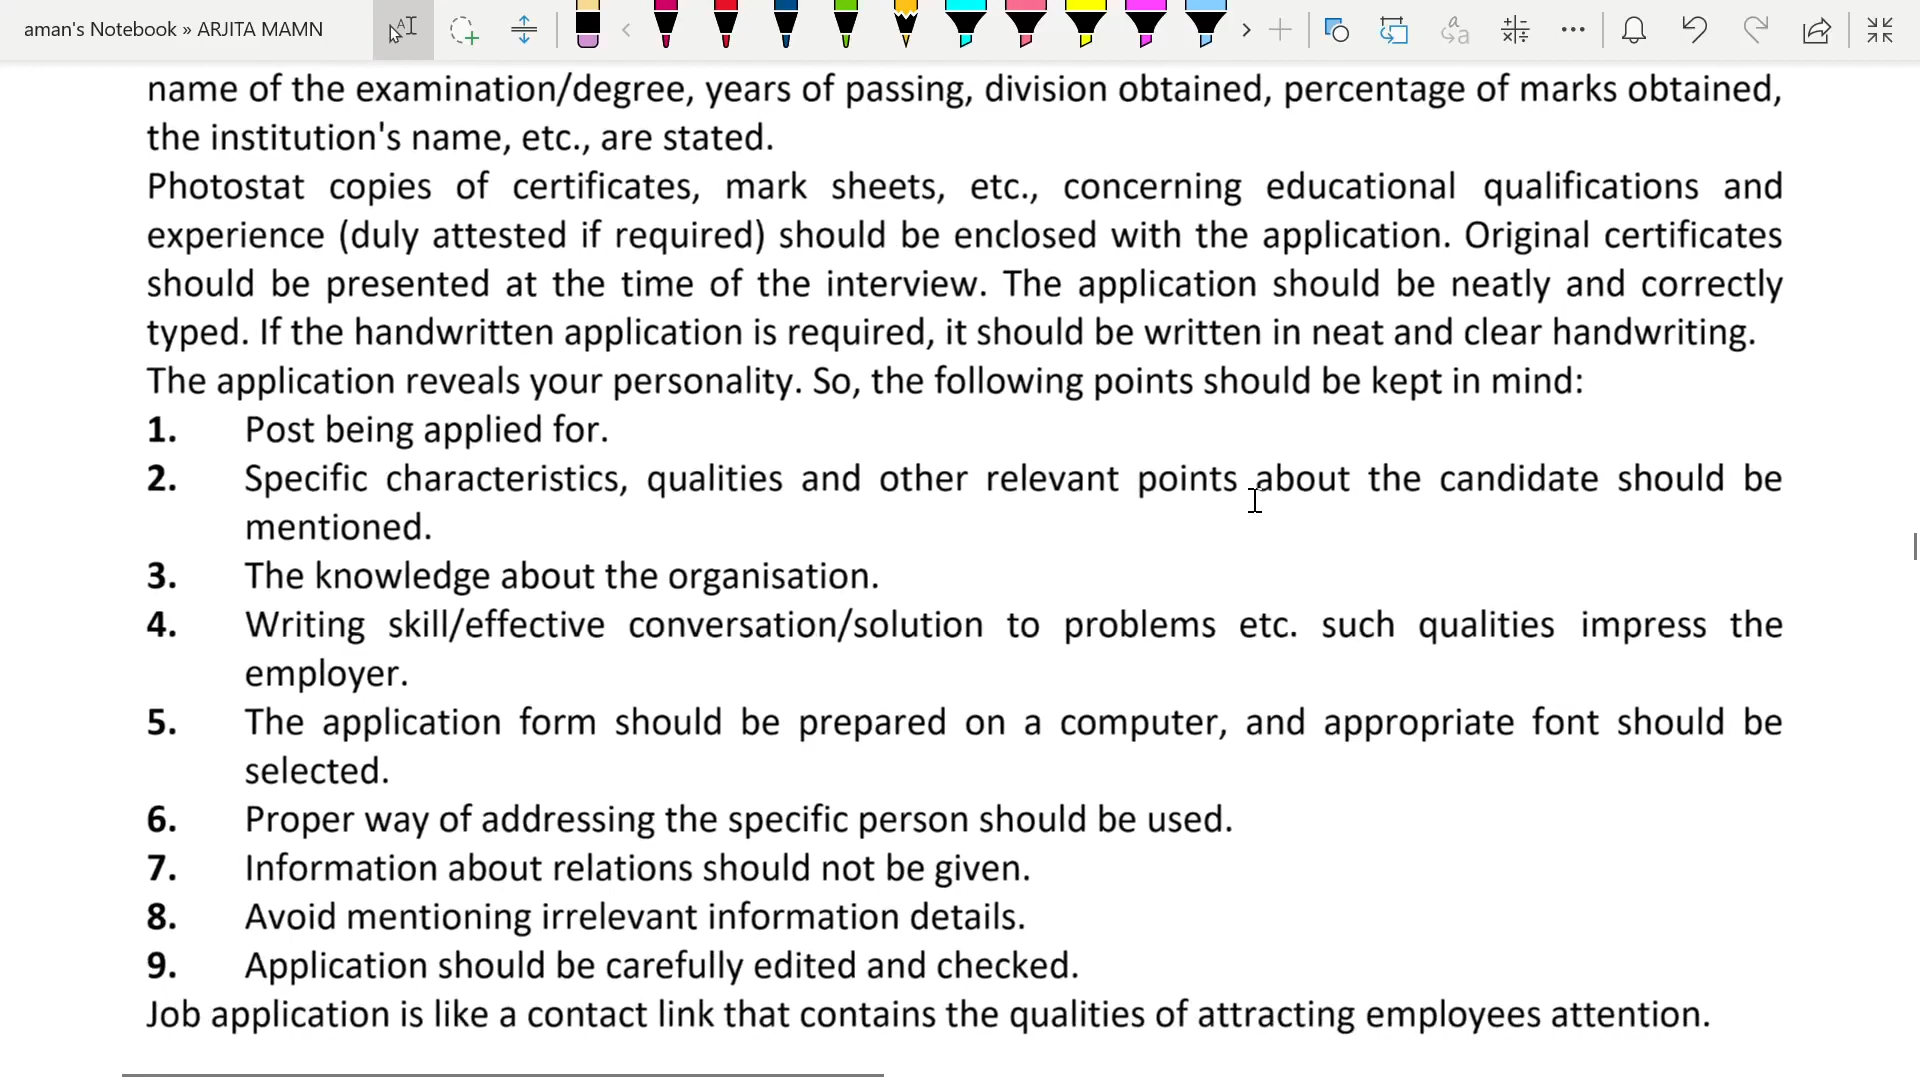 aman's Notebook » ARJITA MAMN
name of the examination/degree, years of passing, division obtained, percentage of marks obtained,
the institution's name, etc., are stated.
Photostat copies of certificates, mark sheets, etc., concerning educational qualifications and
experience (duly attested if required) should be enclosed with the application. Original certificates
should be presented at the time of the interview. The application should be neatly and correctly
typed. If the handwritten application is required, it should be written in neat and clear handwriting.
The application reveals your personality. So, the following points should be kept in mind:
1. Post being applied for.
2. Specific characteristics, qualities and other relevant points about the candidate should be
mentioned.
3. The knowledge about the organisation.
4. Writing skill/effective conversation/solution to problems etc. such qualities impress the
employer.
5. The application form should be prepared on a computer, and appropriate font should be
selected.
6. Proper way of addressing the specific person should be used.
7. Information about relations should not be given.
8. Avoid mentioning irrelevant information details.
9. Application should be carefully edited and checked.
Job application is like a contact link that contains the qualities of attracting employees attention.